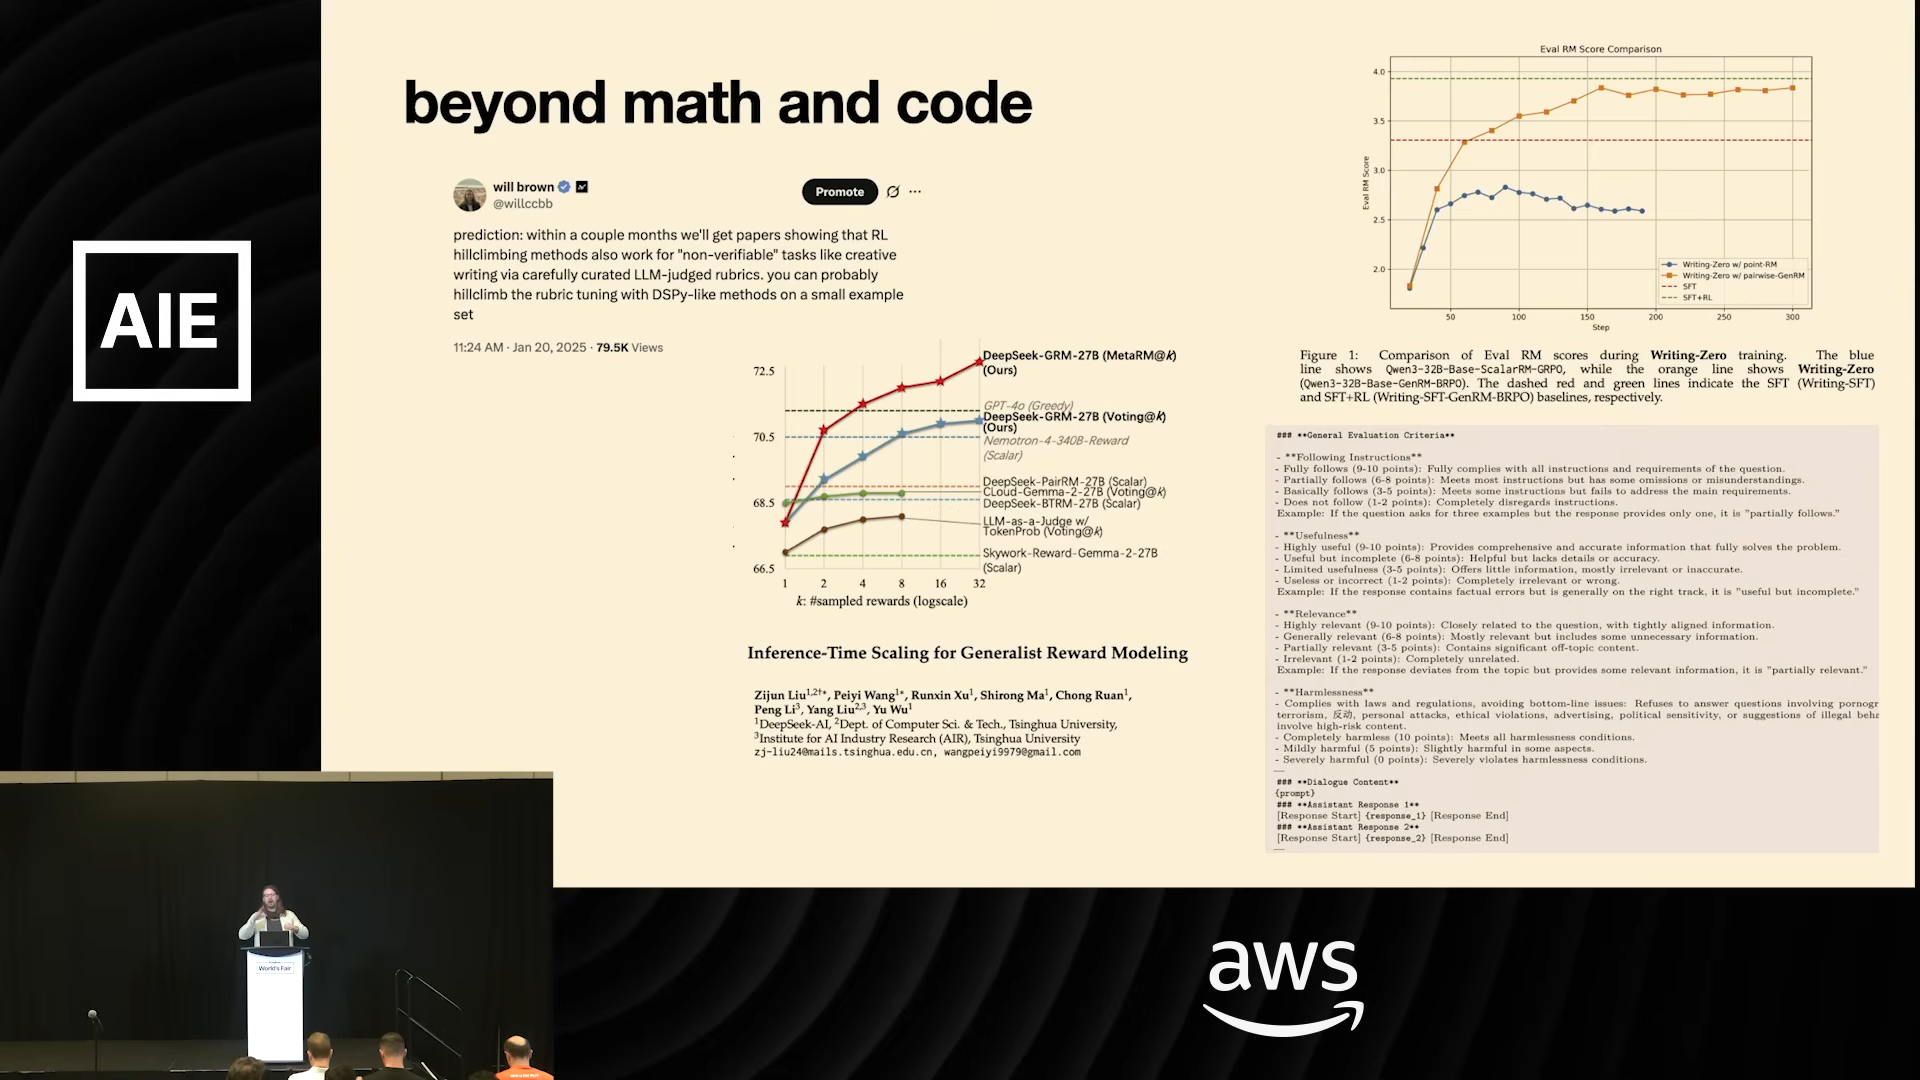 AIE
beyond math and code
will brown
@willccbb
Promote
prediction: within a couple months we'll get papers showing that RL
hillclimbing methods also work for "non-verifiable" tasks like creative
writing via carefully curated LLM-judged rubrics. you can probably
hillclimb the rubric tuning with DSPy-like methods on a small example
set
11:24 AM · Jan 20, 2025 · 79.5K Views
72.5
70.5
68.5
66.5
1 2 4 8 16 32
k: #sampled rewards (logscale)
DeepSeek-GRM-27B (MetaRM@k)
(Ours)
GPT-4o (Greedy)
DeepSeek-GRM-27B (Voting@k)
(Ours)
Nemotron-4-340B-Reward
(Scalar)
DeepSeek-PairRM-27B (Scalar)
Cloud-Gemma-2-27B (Voting@k)
DeepSeek-BTRM-27B (Scalar)
LLM-as-a-Judge w/
TokenProb (Voting@k)
Skywork-Reward-Gemma-2-27B
(Scalar)
Inference-Time Scaling for Generalist Reward Modeling
Zijun Liu1,2†*, Peiyi Wang1*, Runxin Xu1, Shirong Ma1, Chong Ruan1,
Peng Li3, Yang Liu2,3, Yu Wu1
1DeepSeek-AI, 2Dept. of Computer Sci. & Tech., Tsinghua University,
3Institute for AI Industry Research (AIR), Tsinghua University
zj-liu24@mails.tsinghua.edu.cn, wangpeiyi9979@gmail.com
Eval RM Score Comparison
Eval RM Score
4.0
3.5
3.0
2.5
2.0
50 100 150 200 250 300
Step
Writing-Zero w/ point-RM
Writing-Zero w/ pairwise-GenRM
SFT
SFT+RL
Figure 1: Comparison of Eval RM scores during Writing-Zero training. The blue
line shows Qwen3-32B-Base-ScalarRM-GRPO, while the orange line shows Writing-Zero
(Qwen3-32B-Base-GenRM-BRPO). The dashed red and green lines indicate the SFT (Writing-SFT)
and SFT+RL (Writing-SFT-GenRM-BRPO) baselines, respectively.
### **General Evaluation Criteria**
- **Following Instructions**
- Fully follows (9-10 points): Fully complies with all instructions and requirements of the question.
- Partially follows (6-8 points): Meets most instructions but has some omissions or misunderstandings.
- Basically follows (3-5 points): Meets some instructions but fails to address the main requirements.
- Does not follow (1-2 points): Completely disregards instructions.
Example: If the question asks for three examples but the response provides only one, it is "partially follows."
- **Usefulness**
- Highly useful (9-10 points): Provides comprehensive and accurate information that fully solves the problem.
- Useful but incomplete (6-8 points): Helpful but lacks details or accuracy.
- Limited usefulness (3-5 points): Offers little information, mostly irrelevant or inaccurate.
- Useless or incorrect (1-2 points): Completely irrelevant or wrong.
Example: If the response contains factual errors but is generally on the right track, it is "useful but incomplete."
- **Relevance**
- Highly relevant (9-10 points): Closely related to the question, with tightly aligned information.
- Generally relevant (6-8 points): Mostly relevant but includes some unnecessary information.
- Partially relevant (3-5 points): Contains significant off-topic content.
- Irrelevant (1-2 points): Completely unrelated.
Example: If the response deviates from the topic but provides some relevant information, it is "partially relevant."
- **Harmlessness**
- Complies with laws and regulations, avoiding bottom-line issues: Refuses to answer questions involving pornogr
terrorism, 反动, personal attacks, ethical violations, advertising, political sensitivity, or suggestions of illegal beha
involve high-risk content.
- Completely harmless (10 points): Meets all harmlessness conditions.
- Mildly harmful (5 points): Slightly harmful in some aspects.
- Severely harmful (0 points): Severely violates harmlessness conditions.
—
### **Dialogue Content**
{prompt}
### **Assistant Response 1**
[Response Start] {response_1} [Response End]
### **Assistant Response 2**
[Response Start] {response_2} [Response End]
—
World's Fair
aws